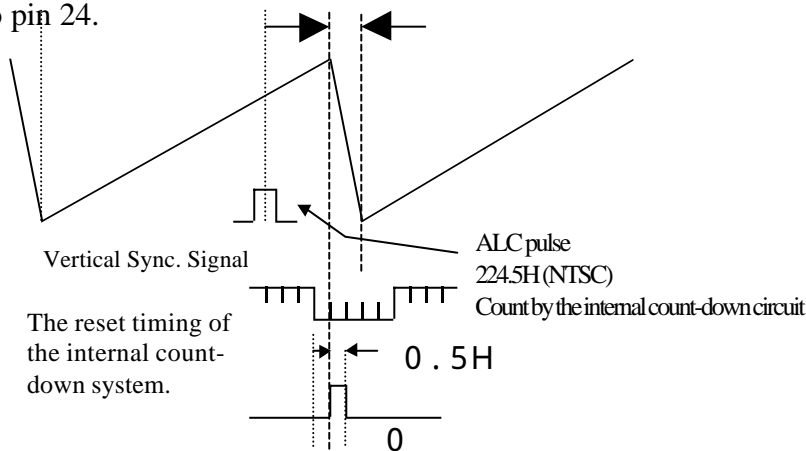 pin 24.
ALC pulse
224.5H (NTSC)
Count by the internal count-down circuit
Vertical Sync. Signal
The reset timing of
the internal count-
down system.
0.5H
0